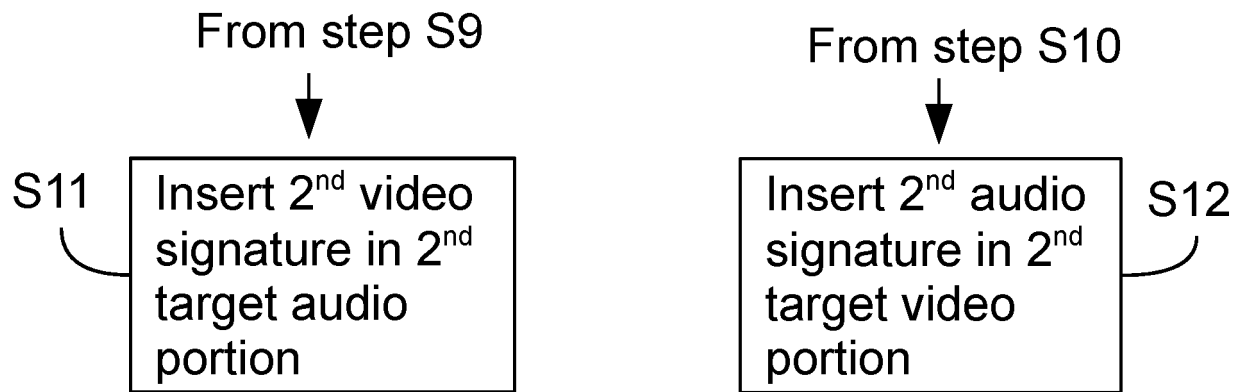 From step S9
S11
Insert 2nd video
signature in 2nd
target audio
portion
From step S10
Insert 2nd audio
signature in 2nd
target video
portion
S12